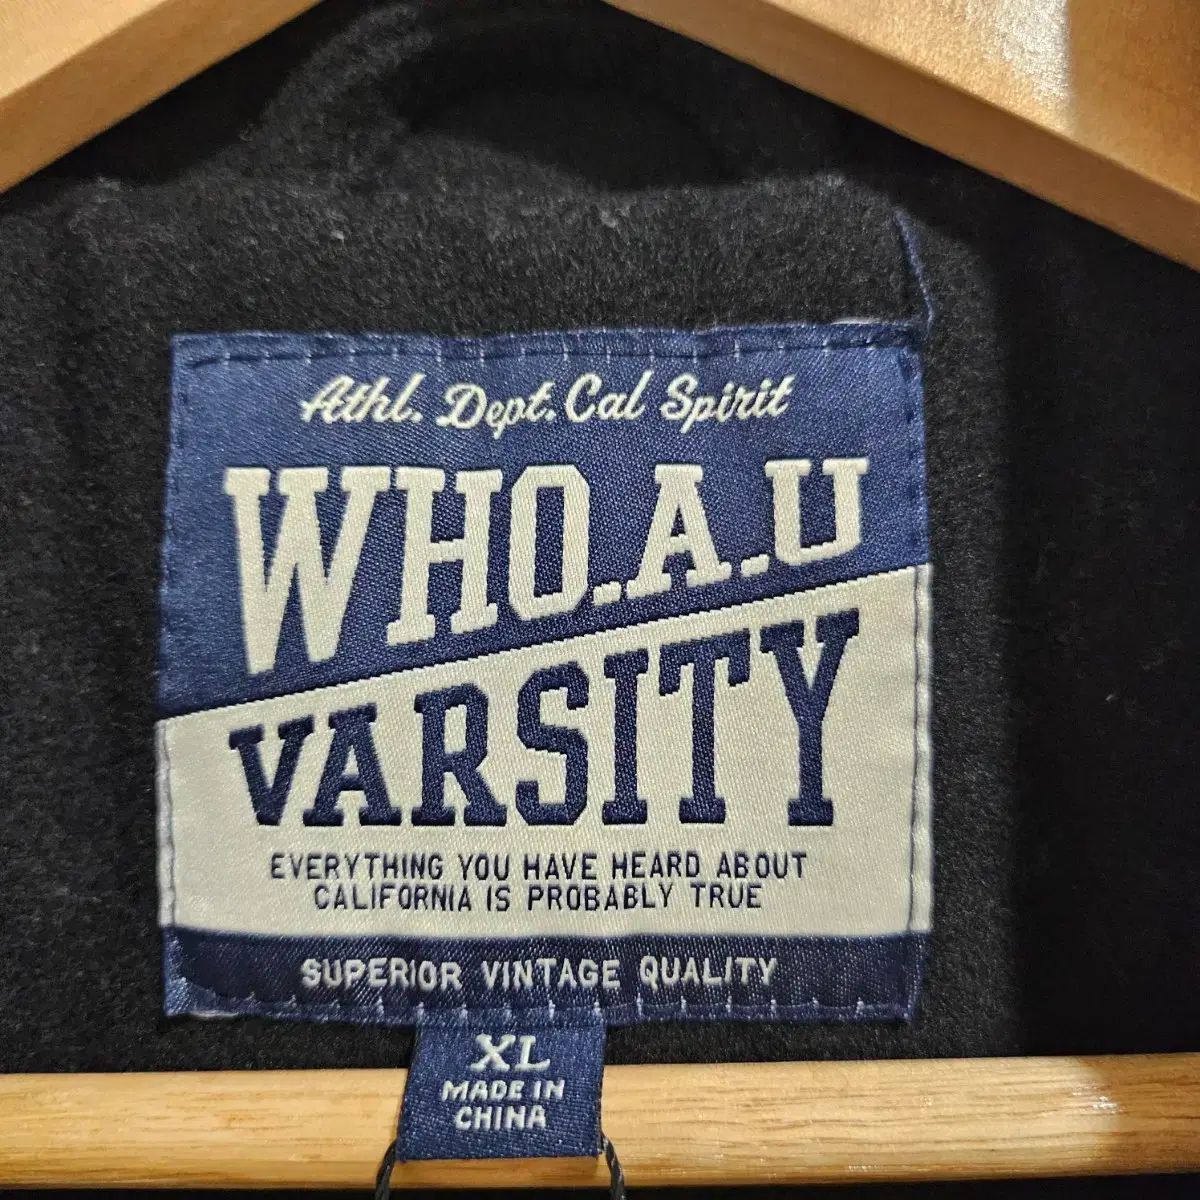 Athl. Dept. Cal Spirit
WHO.A.U
VARSITY
EVERYTHING YOU HAVE HEARD ABOUT
CALIFORNIA IS PROBABLY TRUE
SUPERIOR VINTAGE QUALITY
XL
MADE IN
CHINA